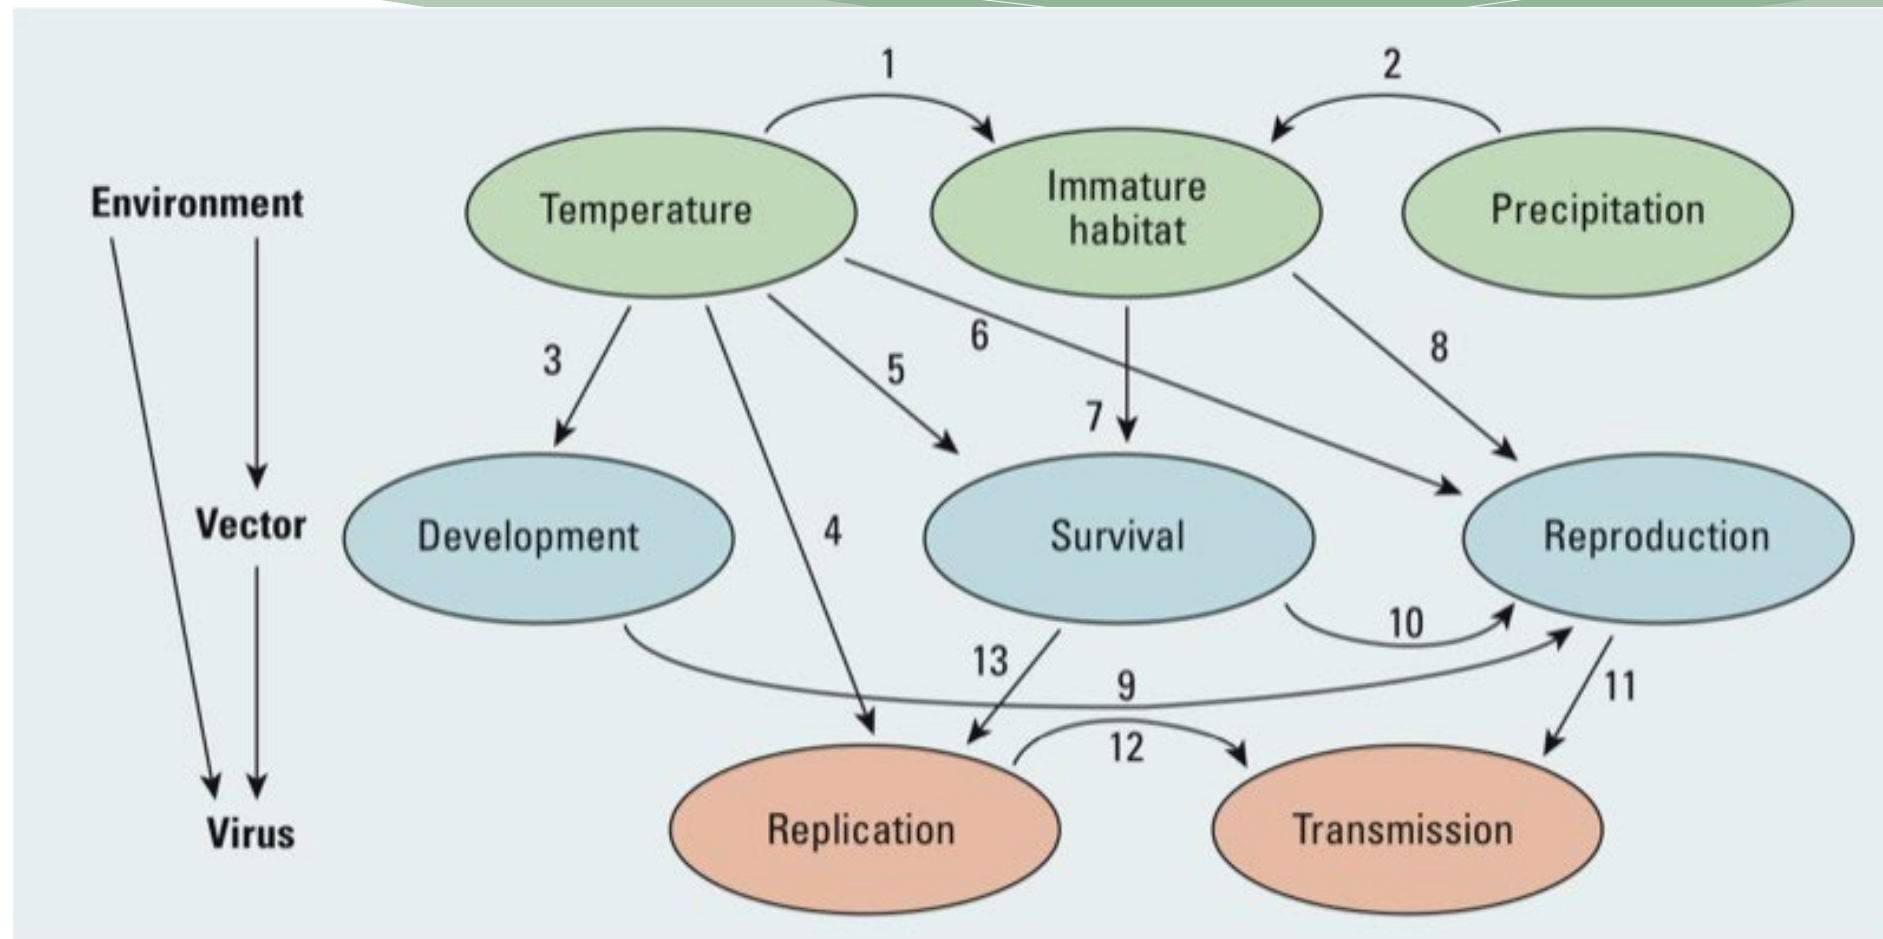 1
2
Environment
Temperature
Immature
habitat
Precipitation
3
5
6
7
8
Vector
Development
4
Survival
Reproduction
13
9
10
11
12
Virus
Replication
Transmission